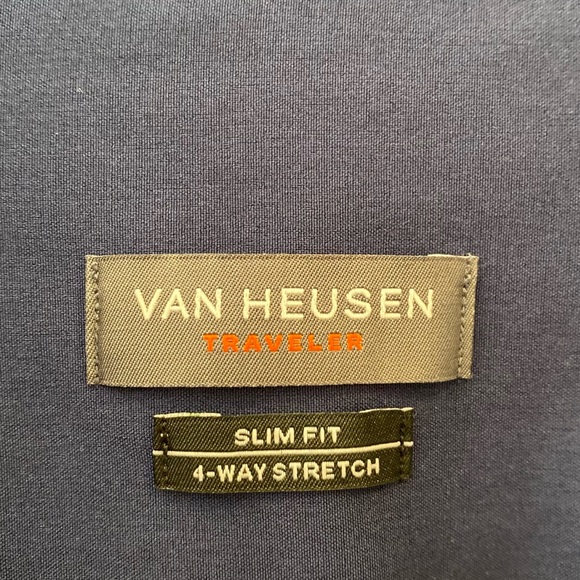 VAN HEUSEN
TRAVELER
SLIM FIT
4-WAY STRETCH